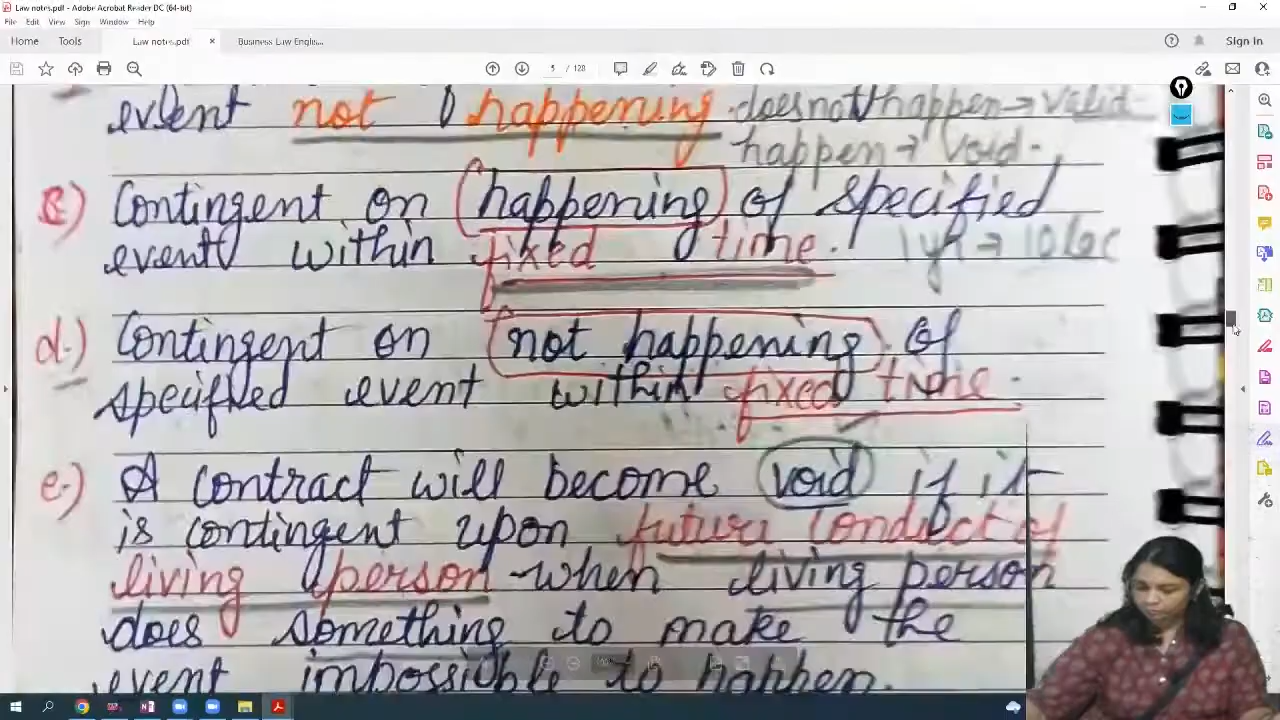 Law notes.pdf - Adobe Acrobat Reader DC (64-bit)
File Edit View Sign Window Help
Home Tools Law notes.pdf × Business Law Englis... Sign In
5 / 128
event not happening. does not happen → valid
happen → void.
c) Contingent on happening of specified
event within fixed time. 1yr → 10 lac
d.) Contingent on not happening of
specified event within fixed time.
e.) A contract will become void if it
is contingent upon future conduct of
living person when living person
does something to make the
event impossible to happen.